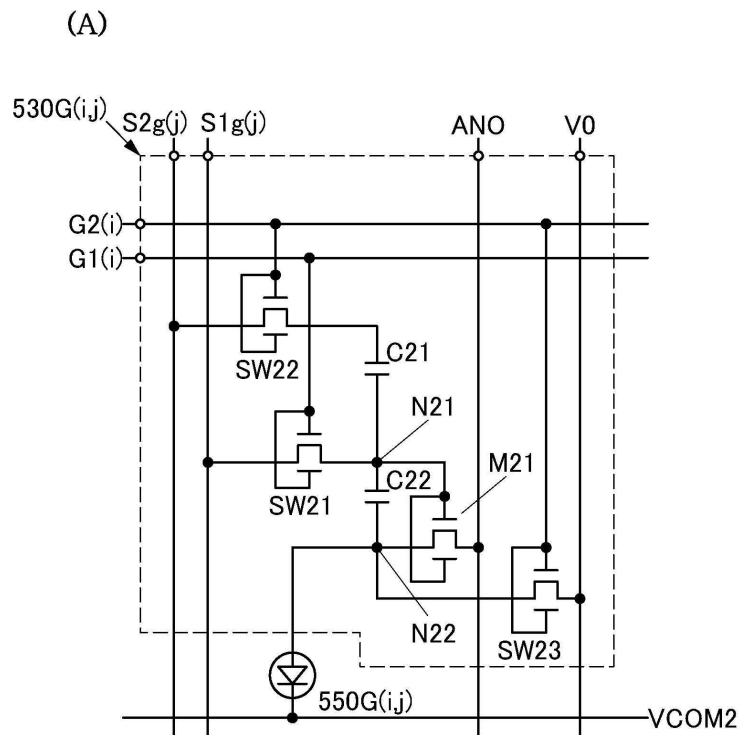 (A)
530G(i,j)
S2g(j) S1g(j) ANO V0
G2(i)
G1(i)
C21
SW22
N21
M21
C22
SW21
N22
SW23
550G(i,j)
VCOM2